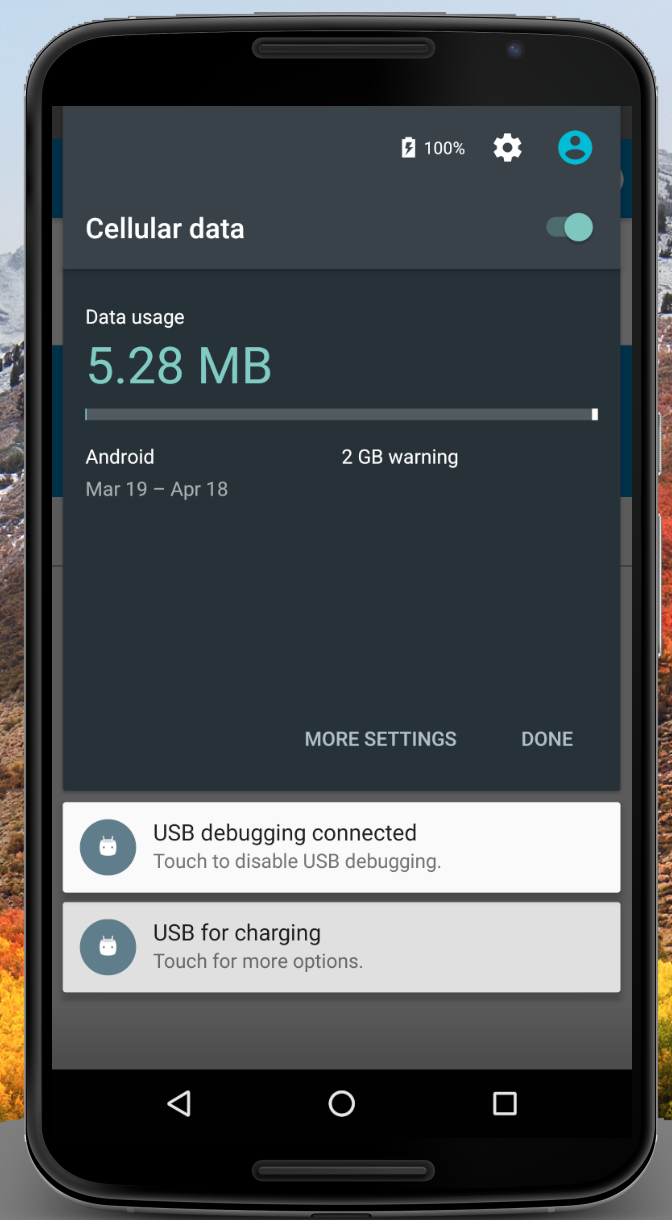 100%
Cellular data
Data usage
5.28 MB
Android
2 GB warning
Mar 19 – Apr 18
MORE SETTINGS
DONE
USB debugging connected
Touch to disable USB debugging.
USB for charging
Touch for more options.